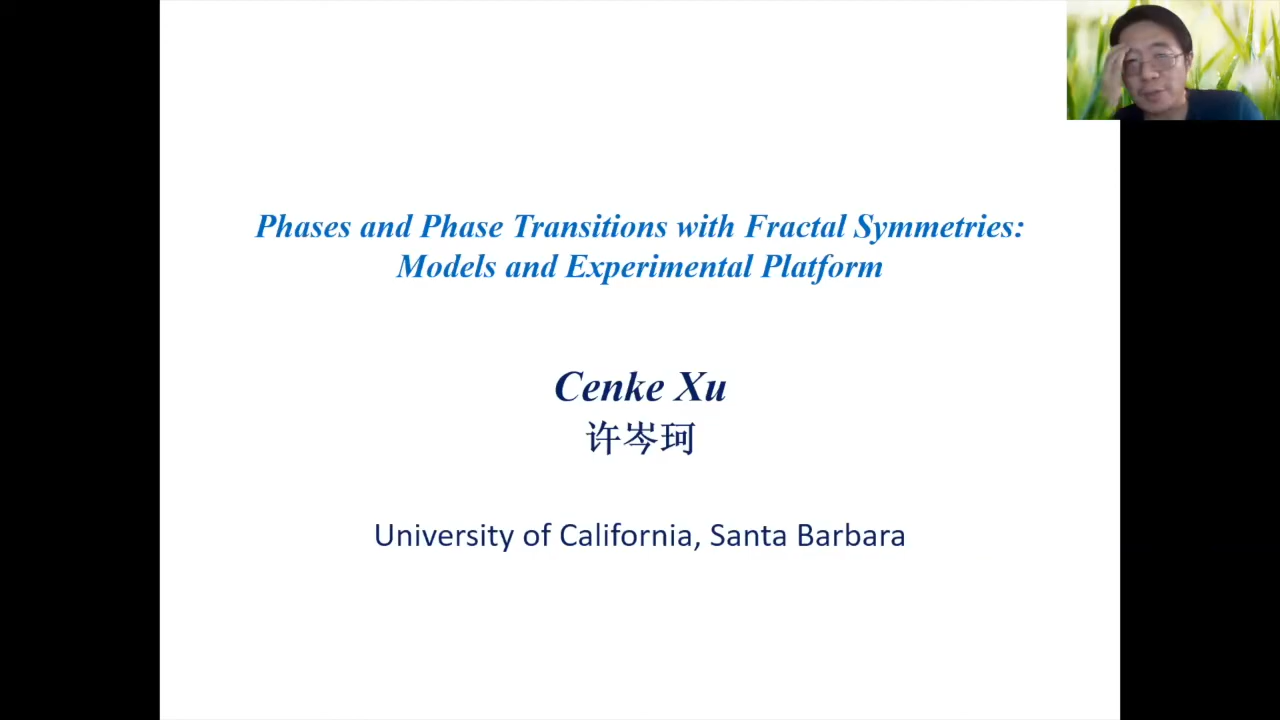 Phases and Phase Transitions with Fractal Symmetries:
Models and Experimental Platform
Cenke Xu
许岑珂
University of California, Santa Barbara